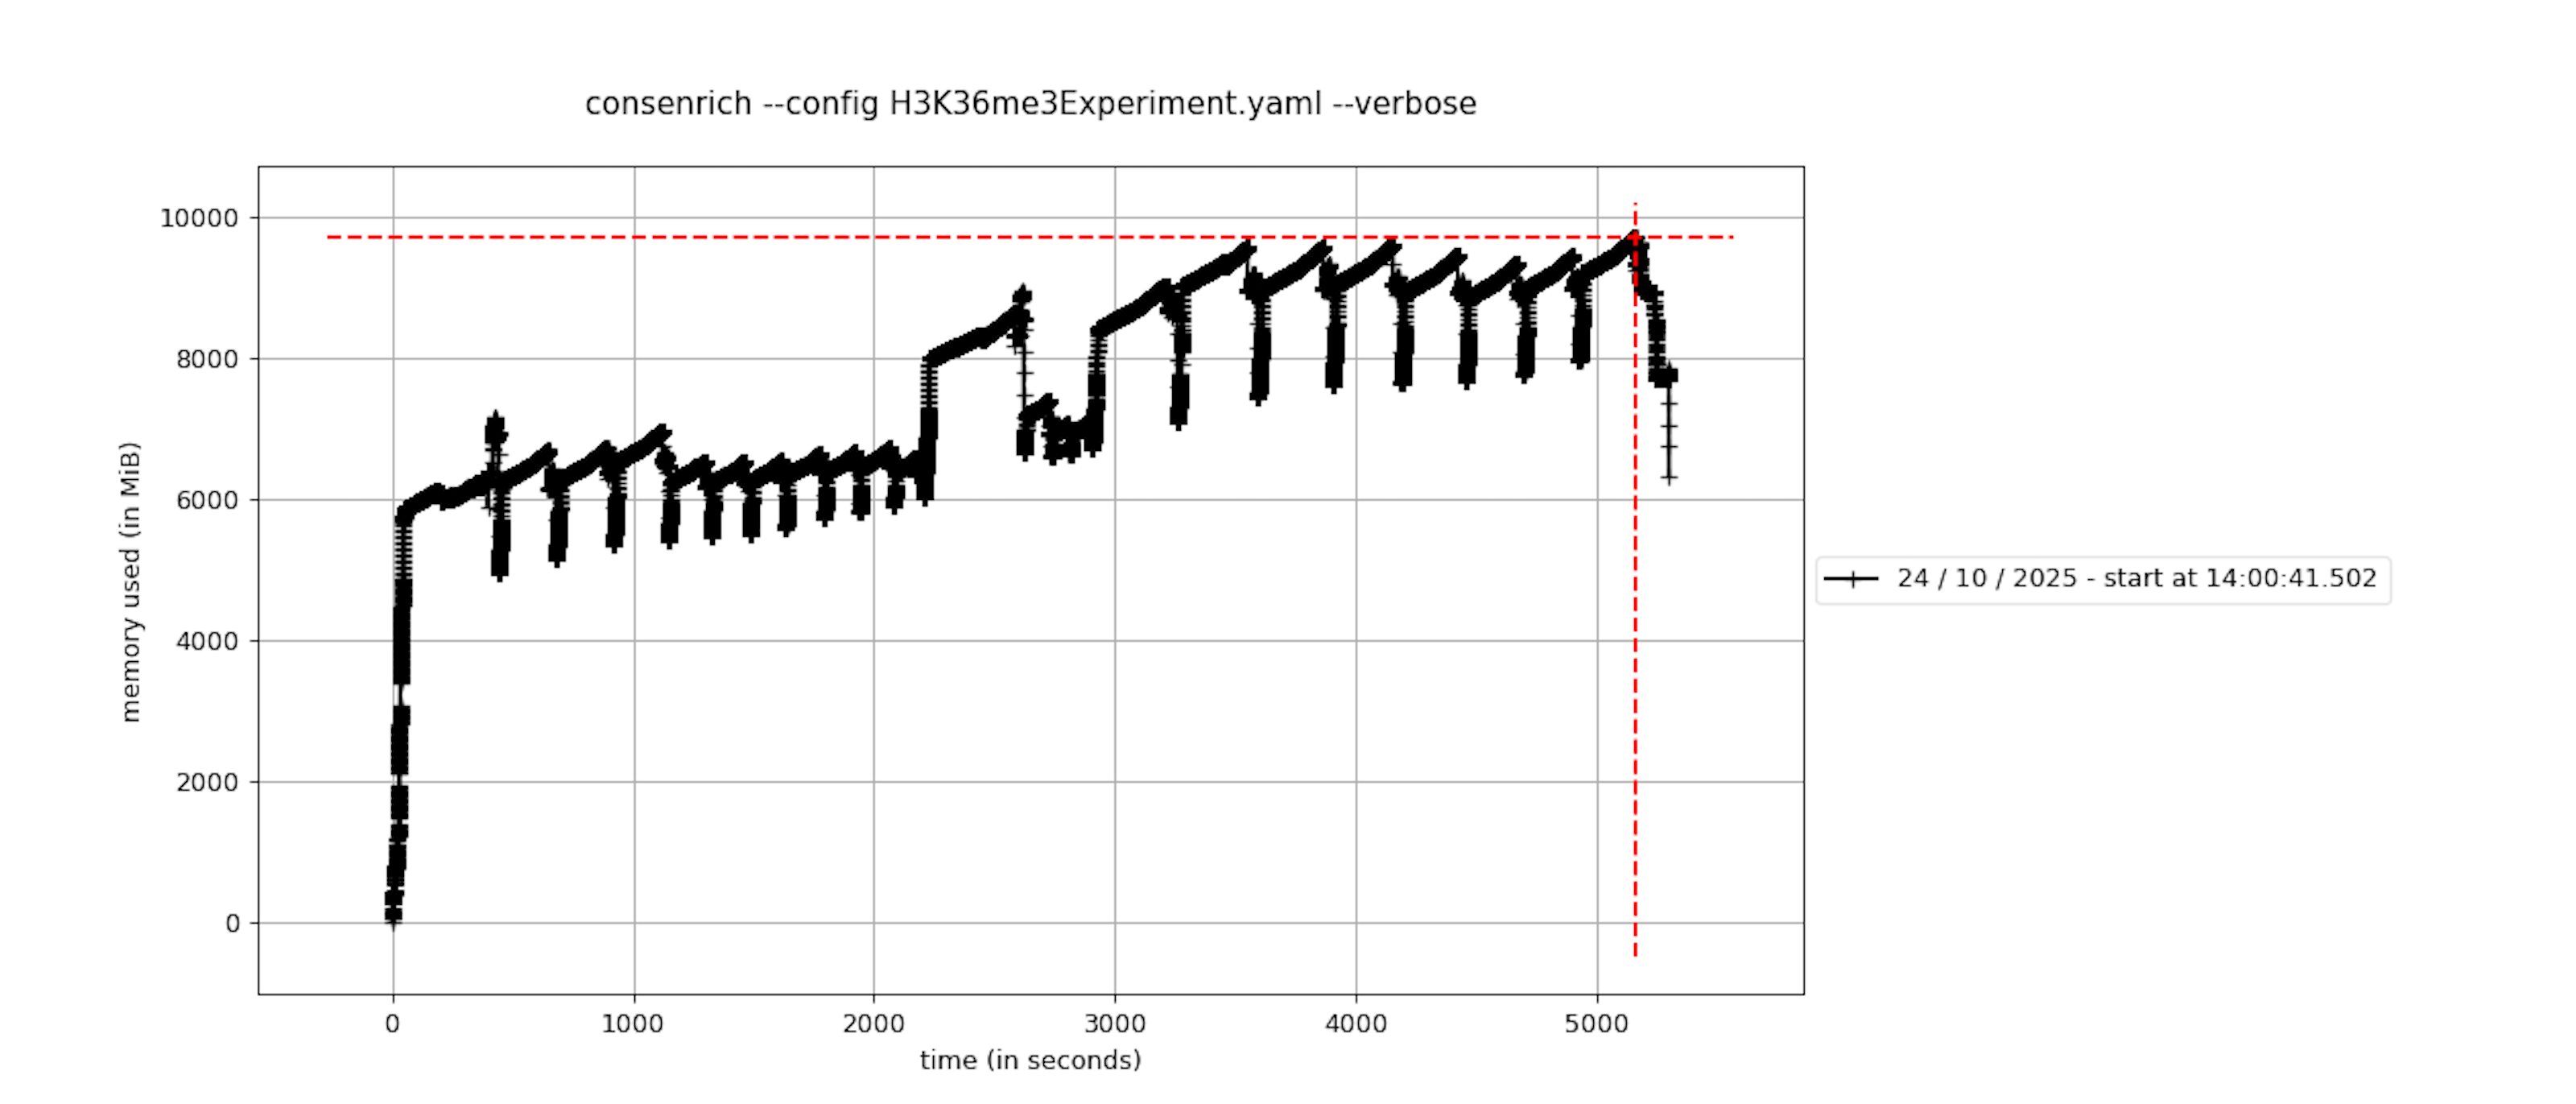 consenrich --config H3K36me3Experiment.yaml --verbose
10000
8000
6000
4000
2000
0
memory used (in MiB)
0 1000 2000 3000 4000 5000
time (in seconds)
24 / 10 / 2025 - start at 14:00:41.502